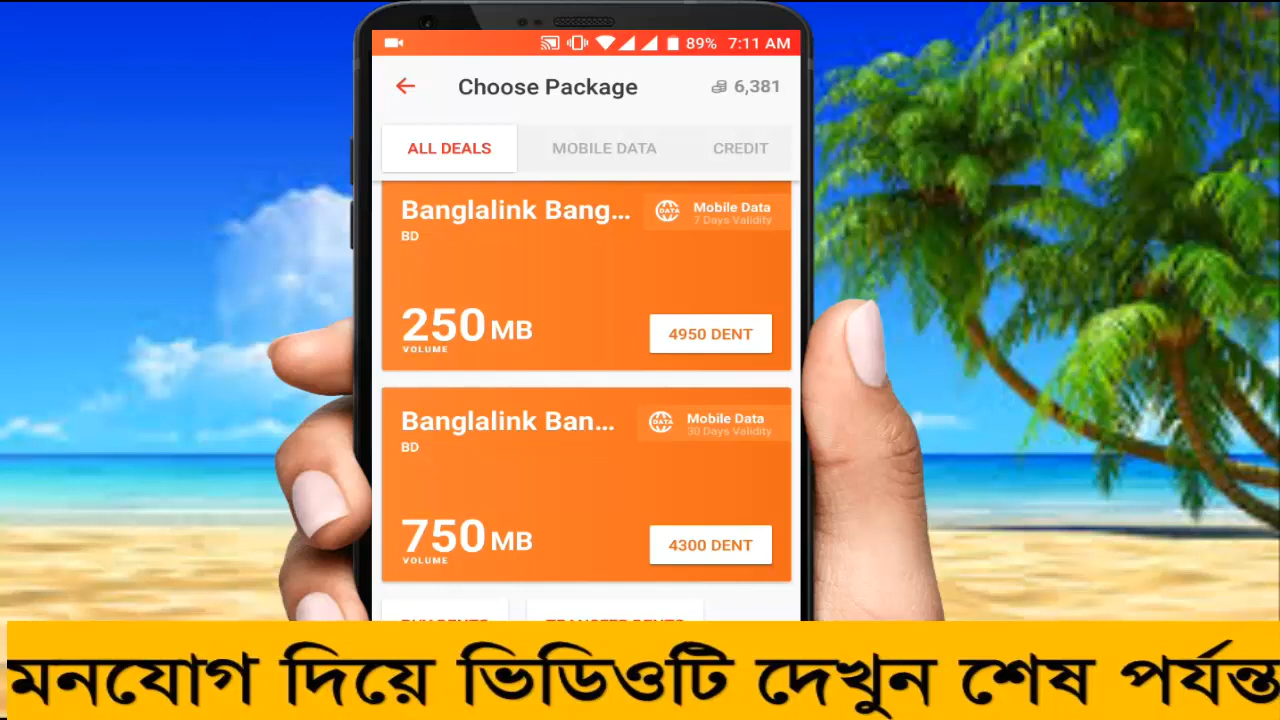 89% 7:11 AM
Choose Package 6,381
ALL DEALS MOBILE DATA CREDIT
Banglalink Bang... DATA Mobile Data
7 Days Validity
BD
250 MB
VOLUME
4950 DENT
Banglalink Ban... DATA Mobile Data
30 Days Validity
BD
750 MB
VOLUME
4300 DENT
মনযোগ দিয়ে ভিডিওটি দেখুন শেষ পর্যন্ত